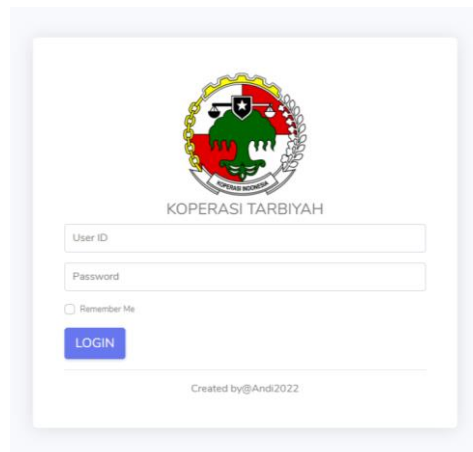 KOPERASI INDONESIA
KOPERASI TARBIYAH
User ID
Password
Remember Me
LOGIN
Created by@Andi2022